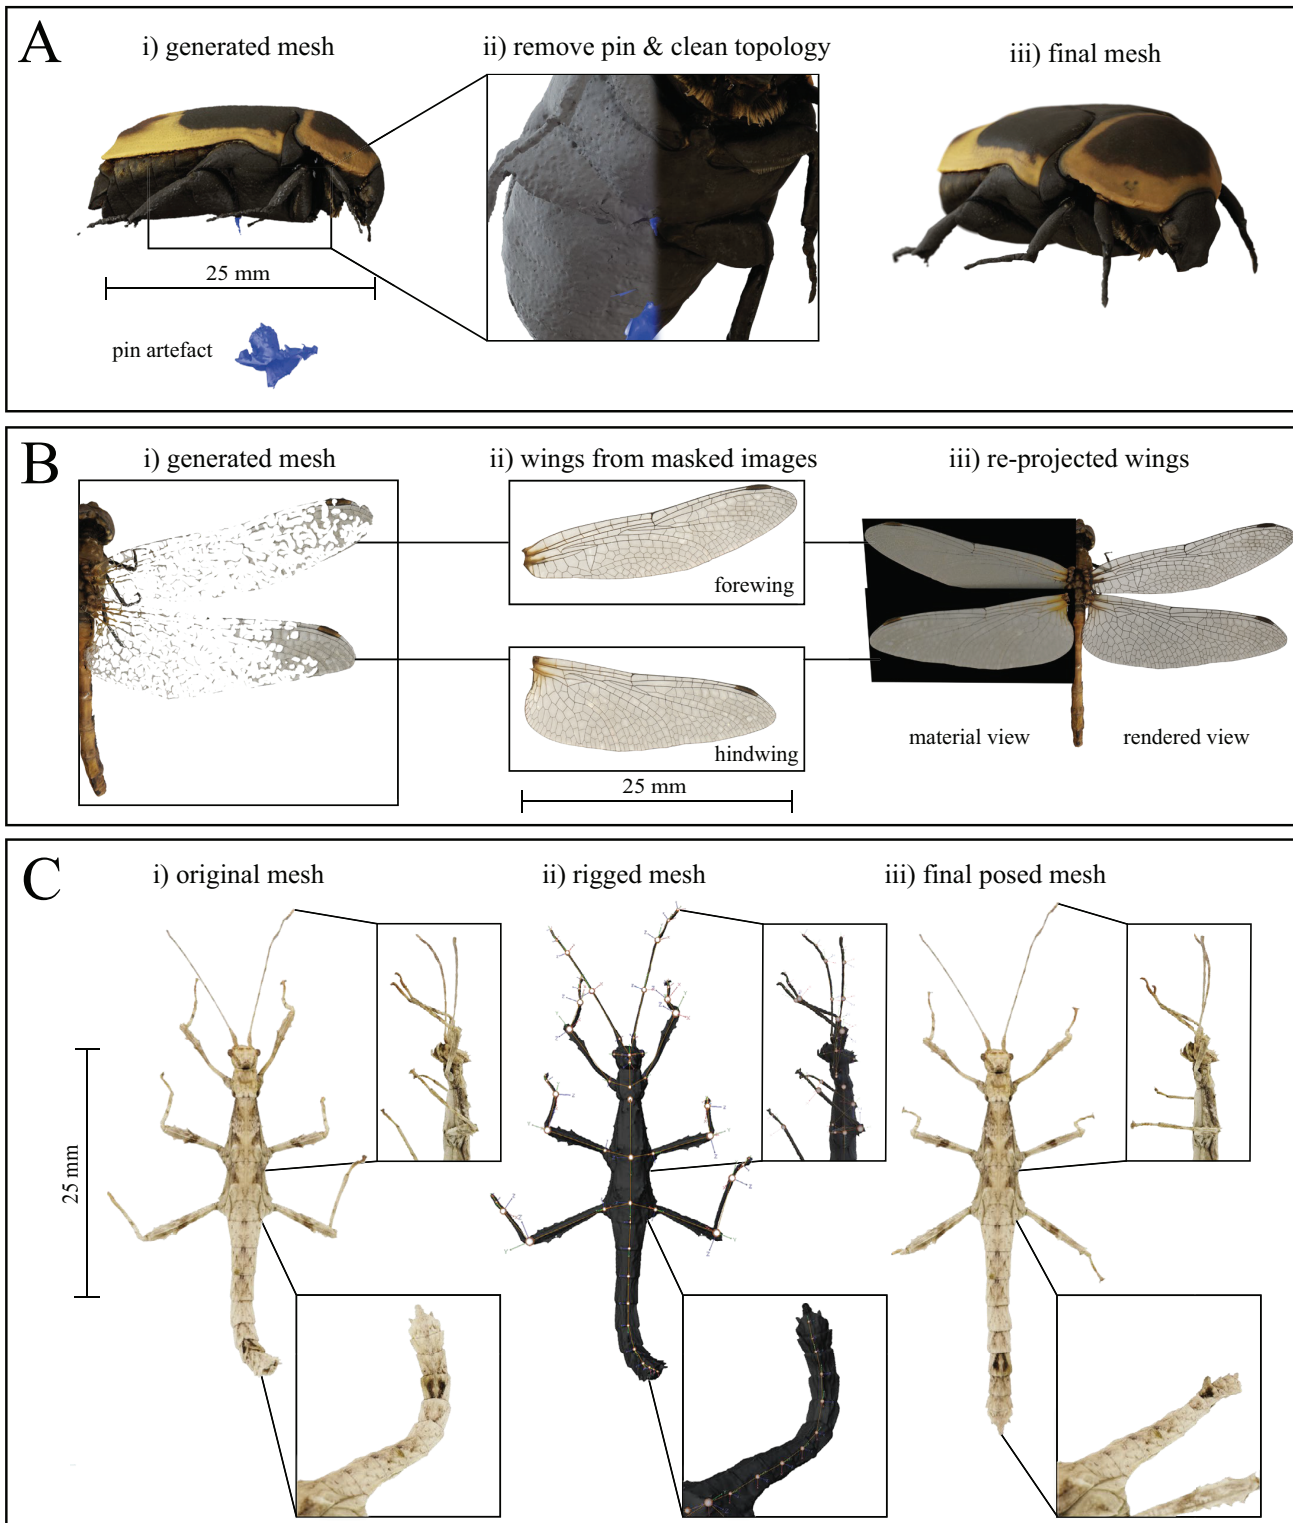 A
i) generated mesh
ii) remove pin & clean topology
iii) final mesh
25 mm
pin artefact
B
i) generated mesh
ii) wings from masked images
iii) re-projected wings
forewing
hindwing
material view
rendered view
25 mm
C
i) original mesh
ii) rigged mesh
iii) final posed mesh
25 mm